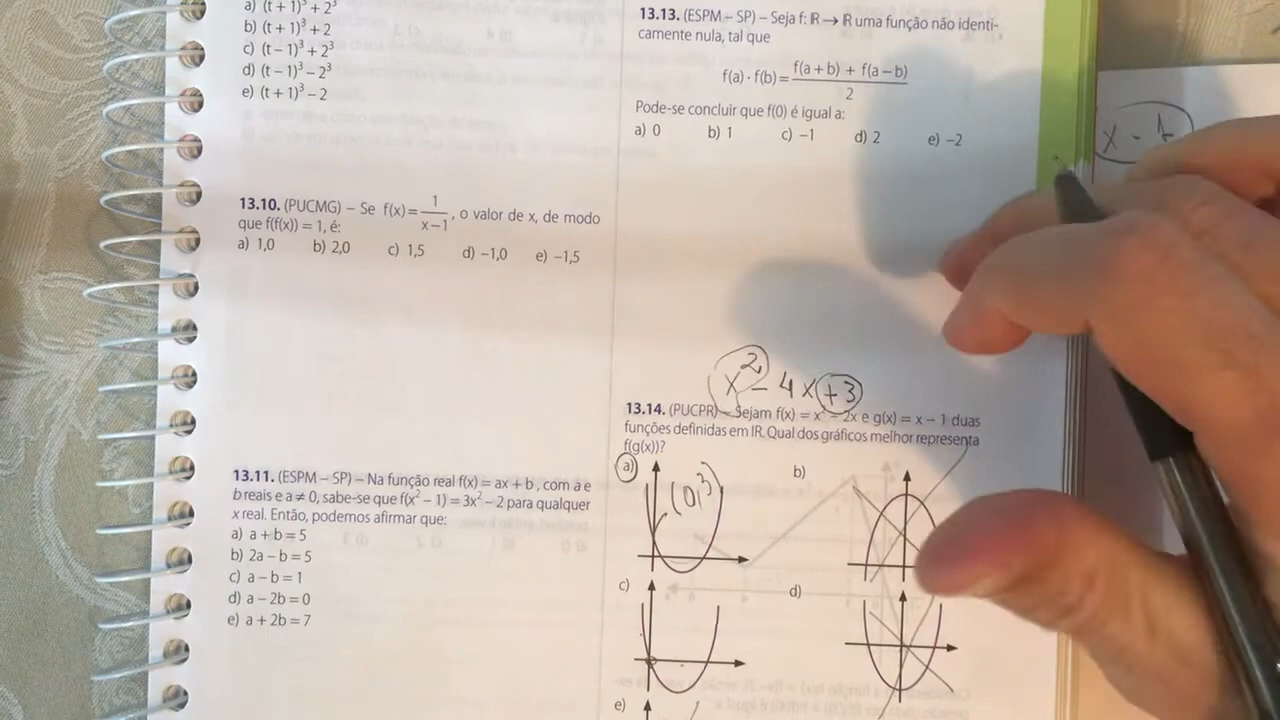 a) (t + 1)³ + 2³
b) (t + 1)³ + 2
c) (t – 1)³ + 2³
d) (t – 1)³ – 2³
e) (t + 1)³ – 2
13.10. (PUCMG) – Se f(x) = 1/(x – 1), o valor de x, de modo
que f(f(x)) = 1, é:
a) 1,0 b) 2,0 c) 1,5 d) –1,0 e) –1,5
13.11. (ESPM – SP) – Na função real f(x) = ax + b, com a e
b reais e a ≠ 0, sabe-se que f(x² – 1) = 3x² – 2 para qualquer
x real. Então, podemos afirmar que:
a) a + b = 5
b) 2a – b = 5
c) a – b = 1
d) a – 2b = 0
e) a + 2b = 7
13.13. (ESPM – SP) – Seja f: ℝ → ℝ uma função não identi-
camente nula, tal que
f(a) · f(b) = (f(a + b) + f(a – b))/2
Pode-se concluir que f(0) é igual a:
a) 0 b) 1 c) –1 d) 2 e) –2
x² – 4x + 3
13.14. (PUCPR) – Sejam f(x) = x² – 2x e g(x) = x – 1 duas
funções definidas em IR. Qual dos gráficos melhor representa
f(g(x))?
a) (0,3) b)
c) d)
e)
x –